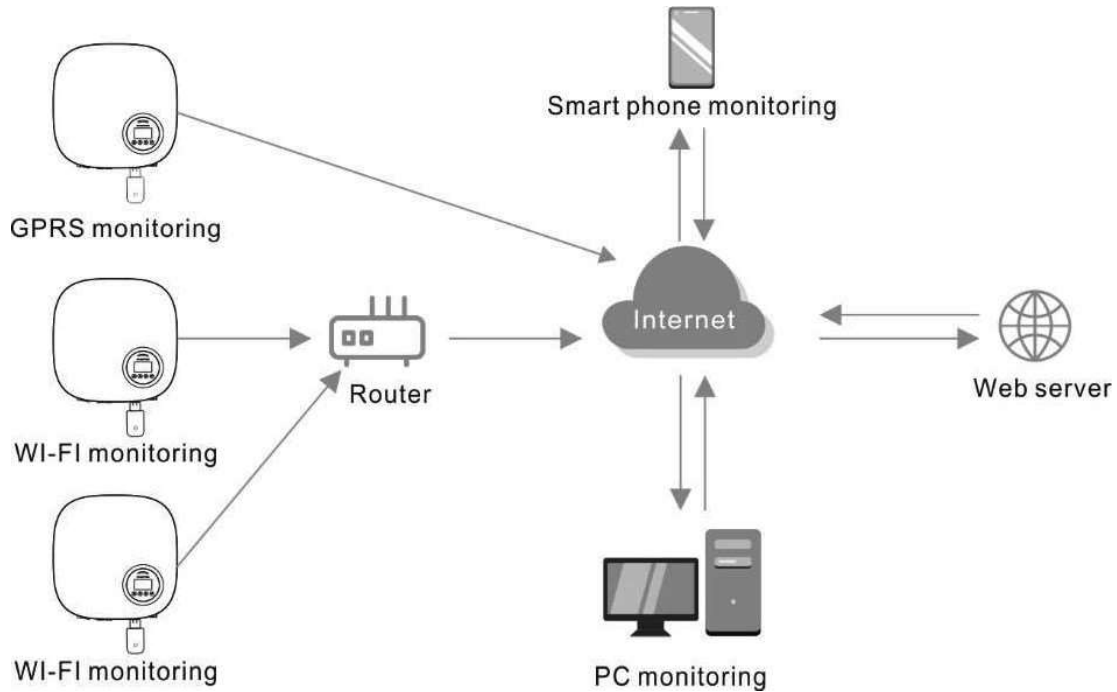 Smart phone monitoring
GPRS monitoring
Internet
Router
Web server
WI-FI monitoring
WI-FI monitoring
PC monitoring